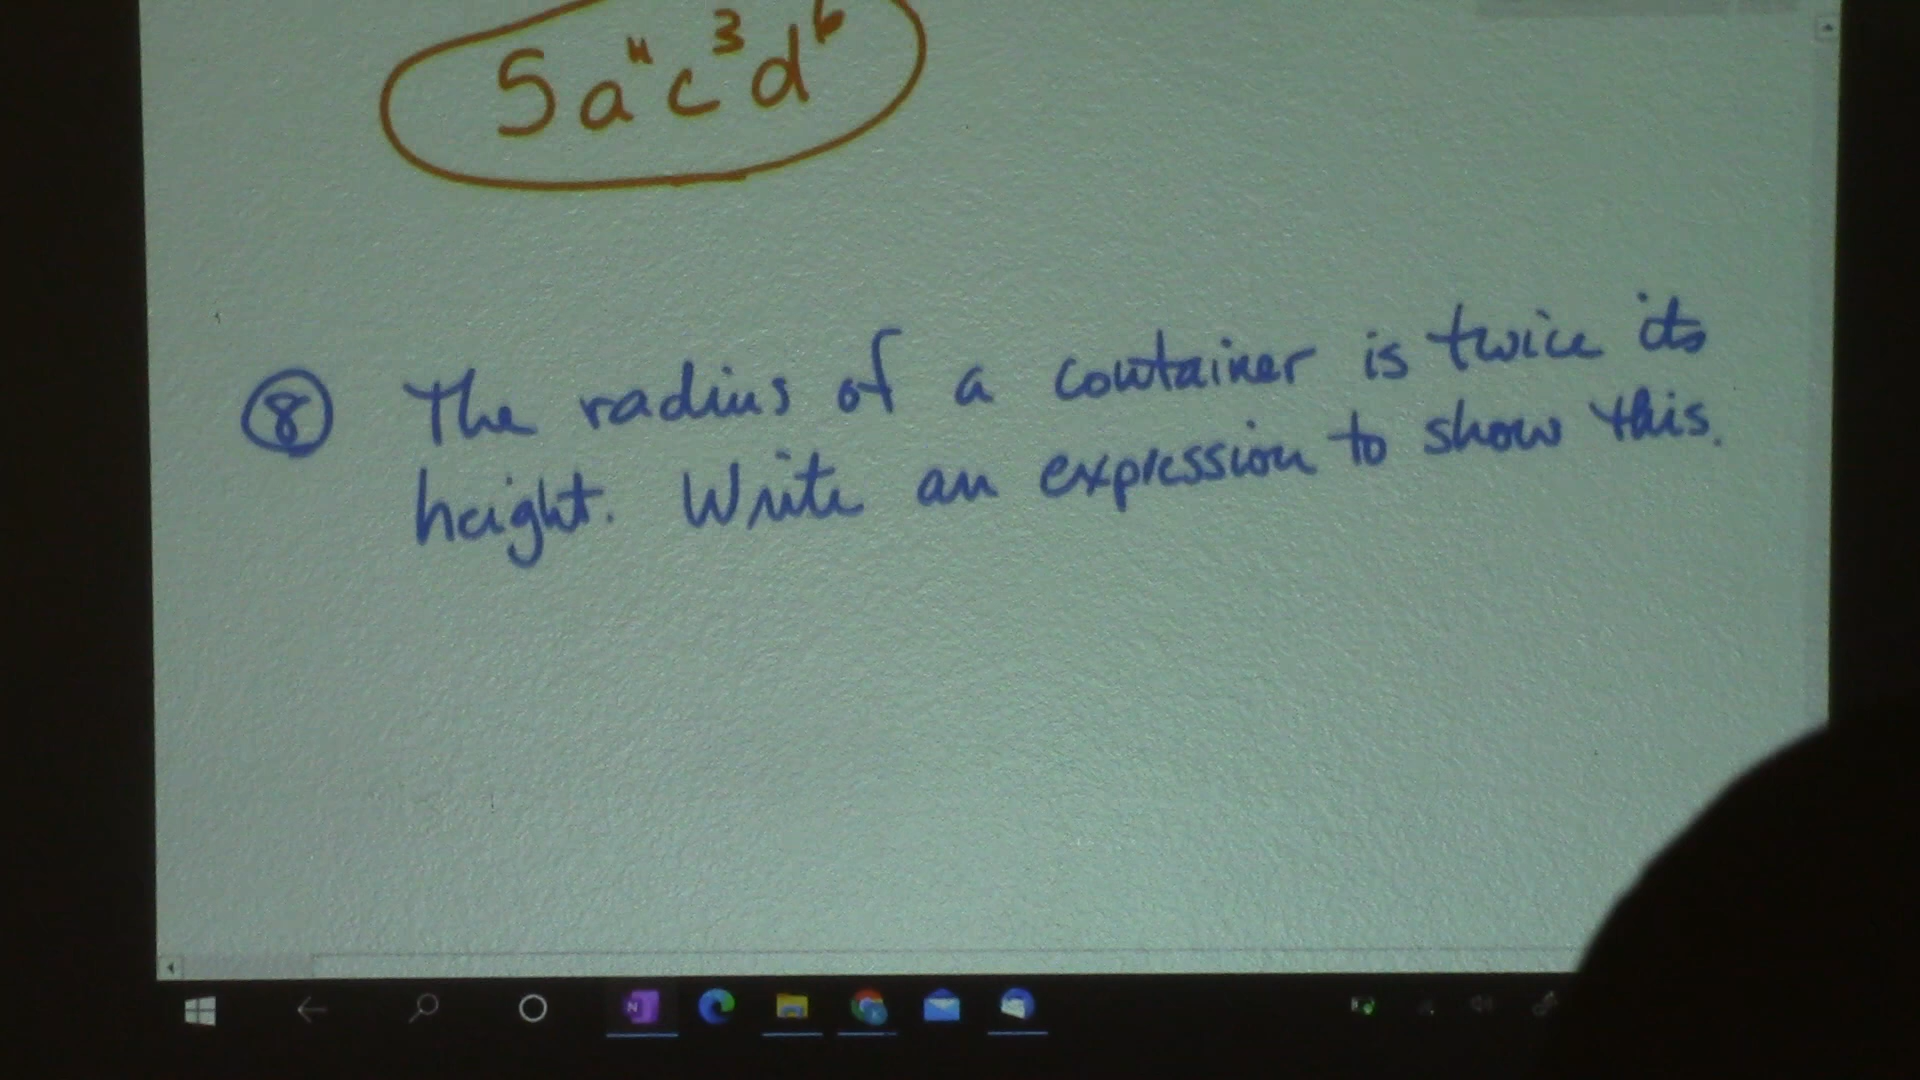 5a⁴c³d⁶
⑧ The radius of a container is twice its
height. Write an expression to show this.